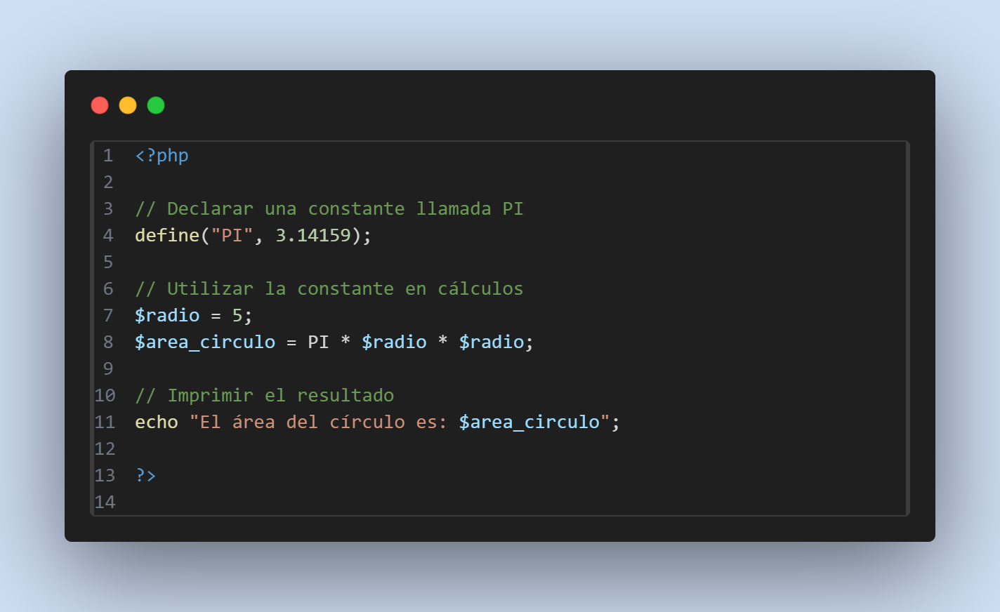 1 <?php
2
3 // Declarar una constante llamada PI
4 define("PI", 3.14159);
5
6 // Utilizar la constante en cálculos
7 $radio = 5;
8 $area_circulo = PI * $radio * $radio;
9
10 // Imprimir el resultado
11 echo "El área del círculo es: $area_circulo";
12
13 ?>
14